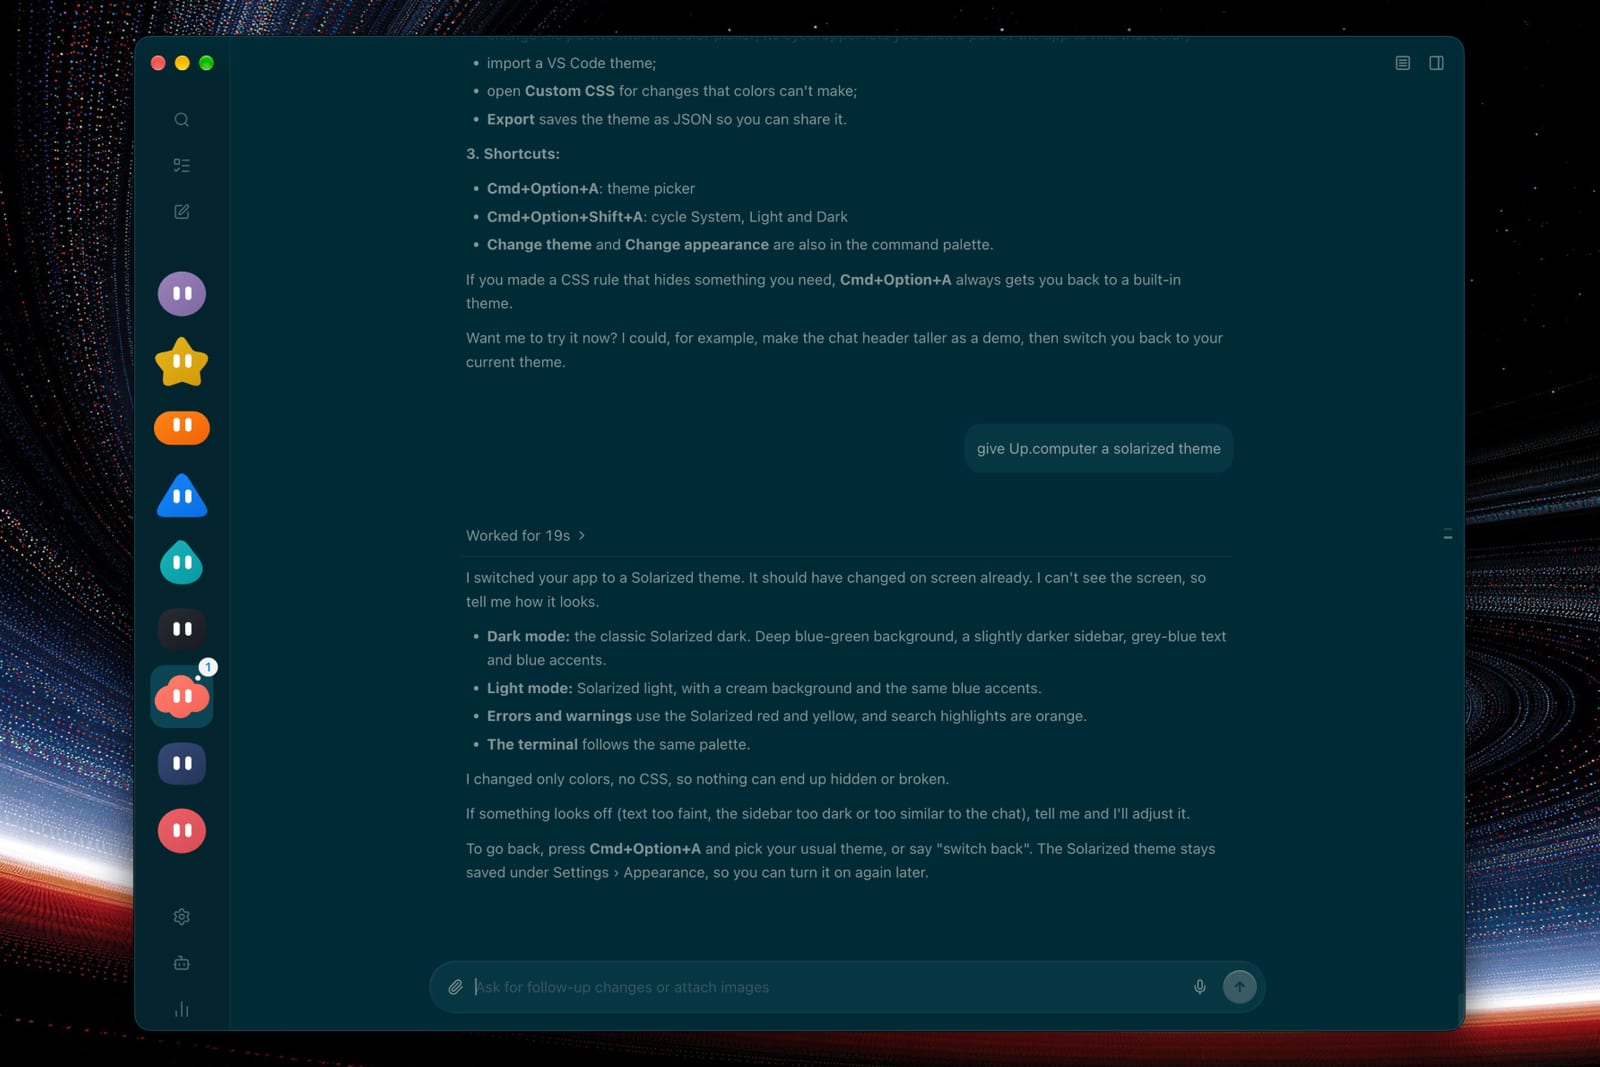 import a VS Code theme;
open Custom CSS for changes that colors can't make;
Export saves the theme as JSON so you can share it.
3. Shortcuts:
Cmd+Option+A: theme picker
Cmd+Option+Shift+A: cycle System, Light and Dark
Change theme and Change appearance are also in the command palette.
If you made a CSS rule that hides something you need, Cmd+Option+A always gets you back to a built-in
theme.
Want me to try it now? I could, for example, make the chat header taller as a demo, then switch you back to your
current theme.
give Up.computer a solarized theme
Worked for 19s
I switched your app to a Solarized theme. It should have changed on screen already. I can't see the screen, so
tell me how it looks.
1
Dark mode: the classic Solarized dark. Deep blue-green background, a slightly darker sidebar, grey-blue text
and blue accents.
Light mode: Solarized light, with a cream background and the same blue accents.
Errors and warnings use the Solarized red and yellow, and search highlights are orange.
The terminal follows the same palette.
I changed only colors, no CSS, so nothing can end up hidden or broken.
If something looks off (text too faint, the sidebar too dark or too similar to the chat), tell me and I'll adjust it.
To go back, press Cmd+Option+A and pick your usual theme, or say "switch back". The Solarized theme stays
saved under Settings › Appearance, so you can turn it on again later.
Ask for follow-up changes or attach images